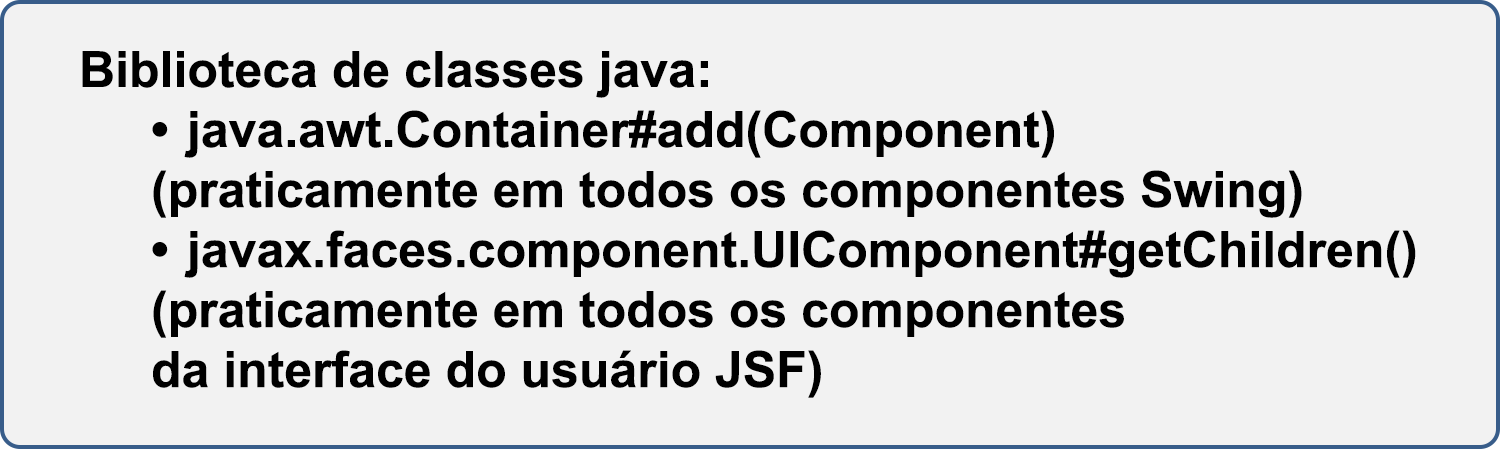 Biblioteca de classes java:
• java.awt.Container#add(Component)
(praticamente em todos os componentes Swing)
• javax.faces.component.UIComponent#getChildren()
(praticamente em todos os componentes
da interface do usuário JSF)